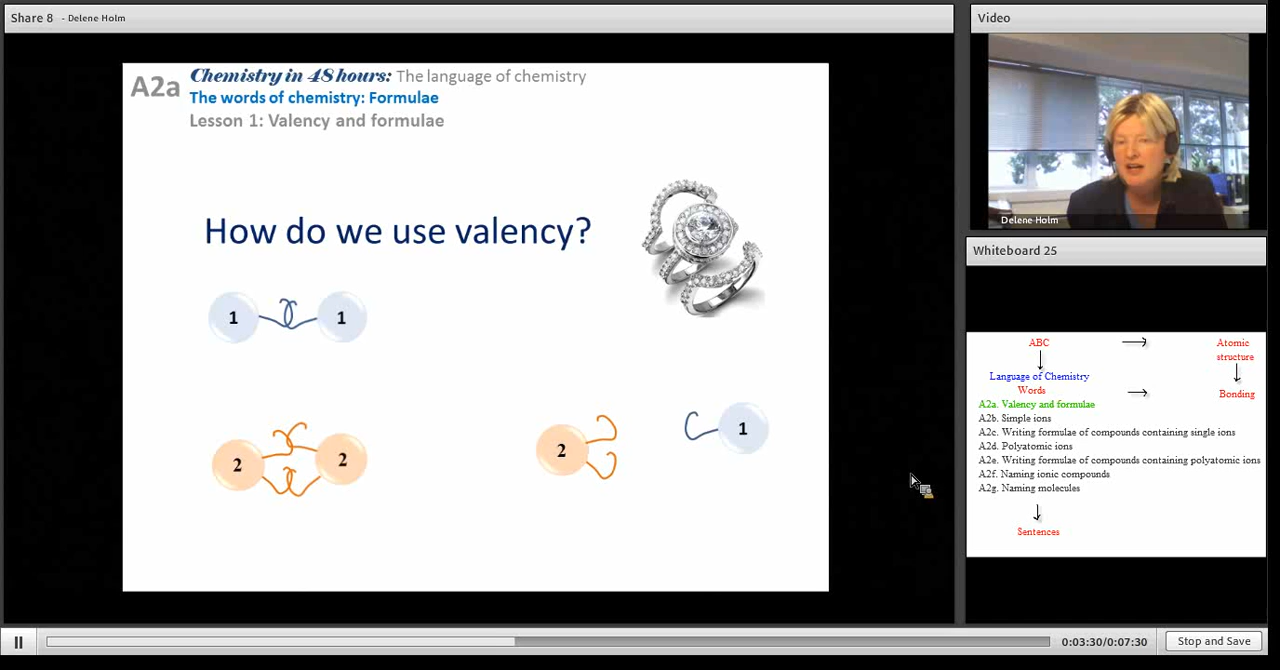 Share 8 - Delene Holm
A2a
Chemistry in 48 hours: The language of chemistry
The words of chemistry: Formulae
Lesson 1: Valency and formulae
How do we use valency?
1 1
2 2
2
1
Video
Delene Holm
Whiteboard 25
ABC
Atomic
structure
Language of Chemistry
Words
Bonding
A2a. Valency and formulae
A2b. Simple ions
A2c. Writing formulae of compounds containing single ions
A2d. Polyatomic ions
A2e. Writing formulae of compounds containing polyatomic ions
A2f. Naming ionic compounds
A2g. Naming molecules
Sentences
0:03:30/0:07:30
Stop and Save